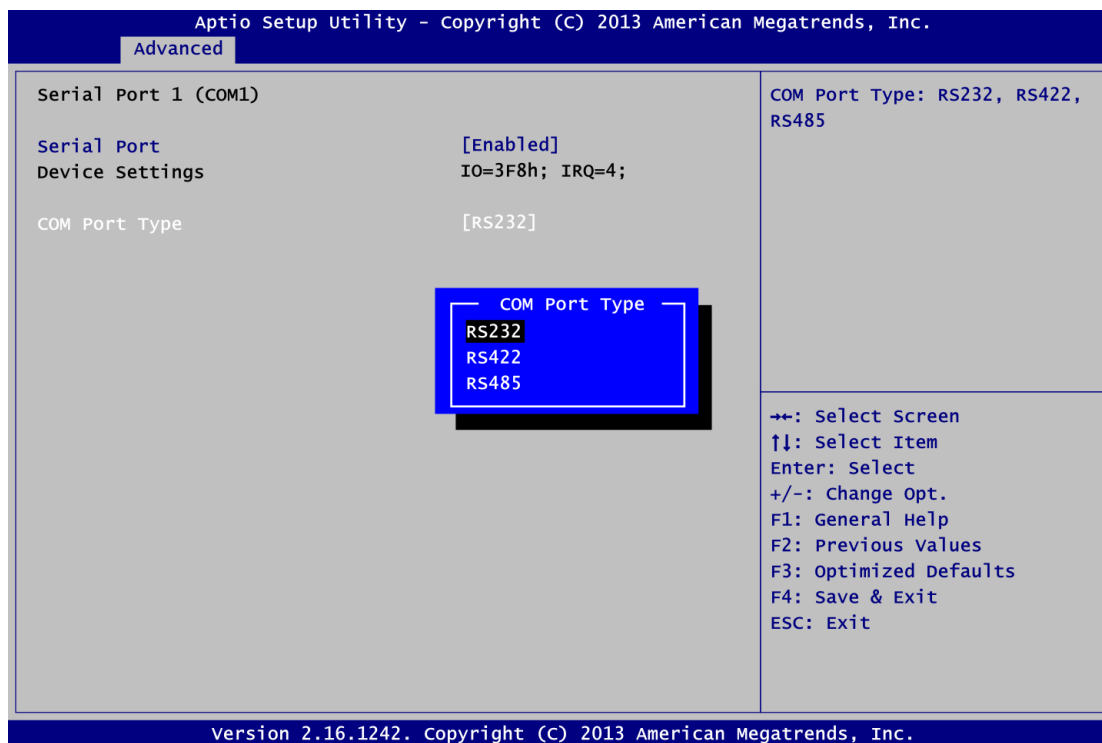 Aptio Setup Utility - Copyright (C) 2013 American Megatrends, Inc.
Advanced
Serial Port 1 (COM1)
Serial Port [Enabled]
Device Settings IO=3F8h; IRQ=4;
COM Port Type [RS232]
COM Port Type
RS232
RS422
RS485
COM Port Type: RS232, RS422,
RS485
→←: Select Screen
↑↓: Select Item
Enter: Select
+/-: Change Opt.
F1: General Help
F2: Previous Values
F3: Optimized Defaults
F4: Save & Exit
ESC: Exit
Version 2.16.1242. Copyright (C) 2013 American Megatrends, Inc.